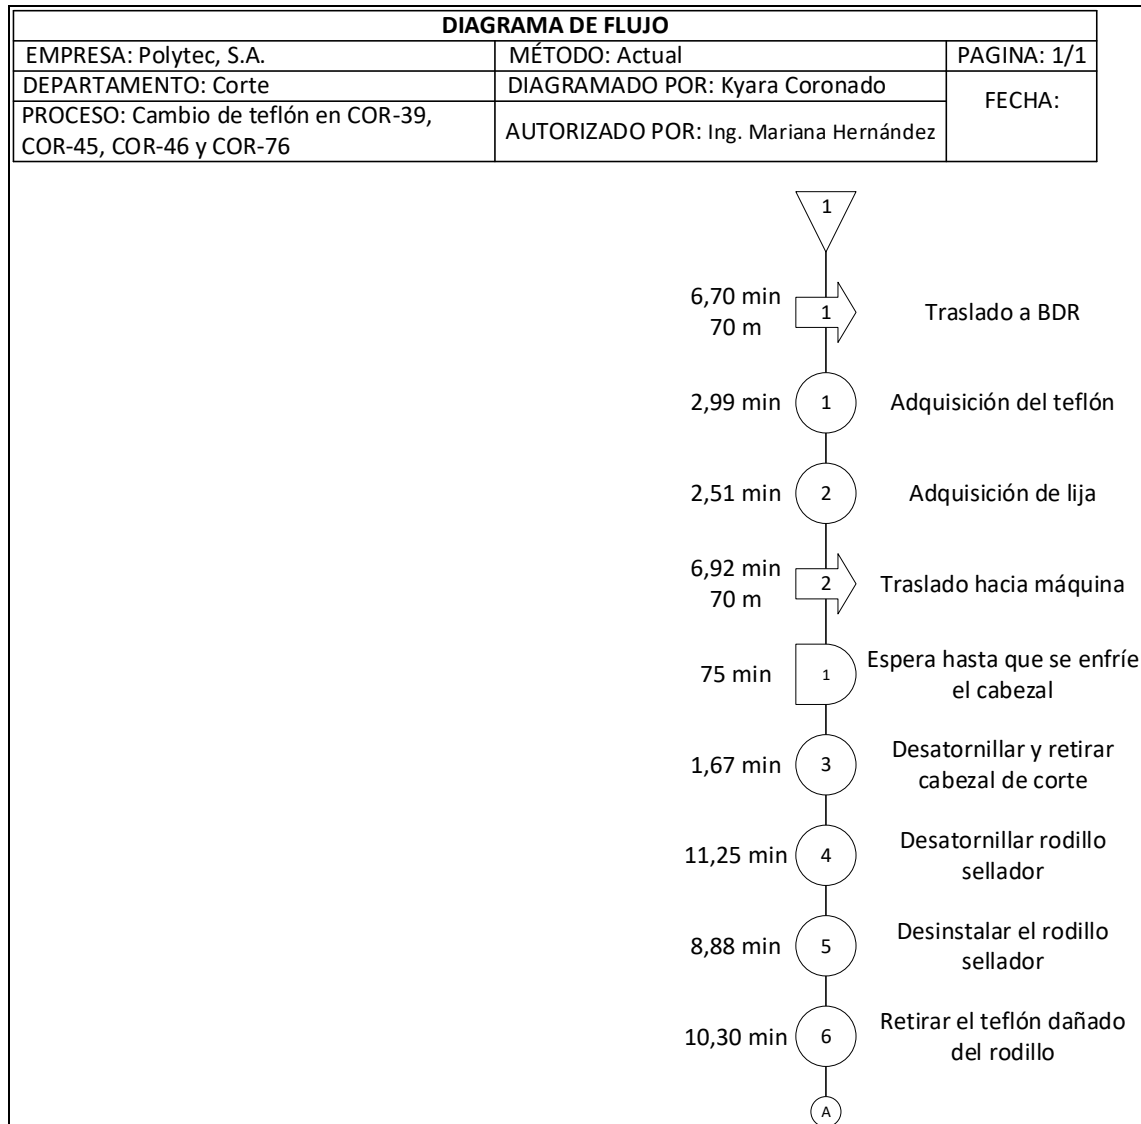 DIAGRAMA DE FLUJO
EMPRESA: Polytec, S.A.
MÉTODO: Actual
PAGINA: 1/1
DEPARTAMENTO: Corte
DIAGRAMADO POR: Kyara Coronado
FECHA:
PROCESO: Cambio de teflón en COR-39,
COR-45, COR-46 y COR-76
AUTORIZADO POR: Ing. Mariana Hernández
1
6,70 min
70 m
1
Traslado a BDR
2,99 min
1
Adquisición del teflón
2,51 min
2
Adquisición de lija
6,92 min
70 m
2
Traslado hacia máquina
75 min
1
Espera hasta que se enfríe
el cabezal
1,67 min
3
Desatornillar y retirar
cabezal de corte
11,25 min
4
Desatornillar rodillo
sellador
8,88 min
5
Desinstalar el rodillo
sellador
10,30 min
6
Retirar el teflón dañado
del rodillo
A